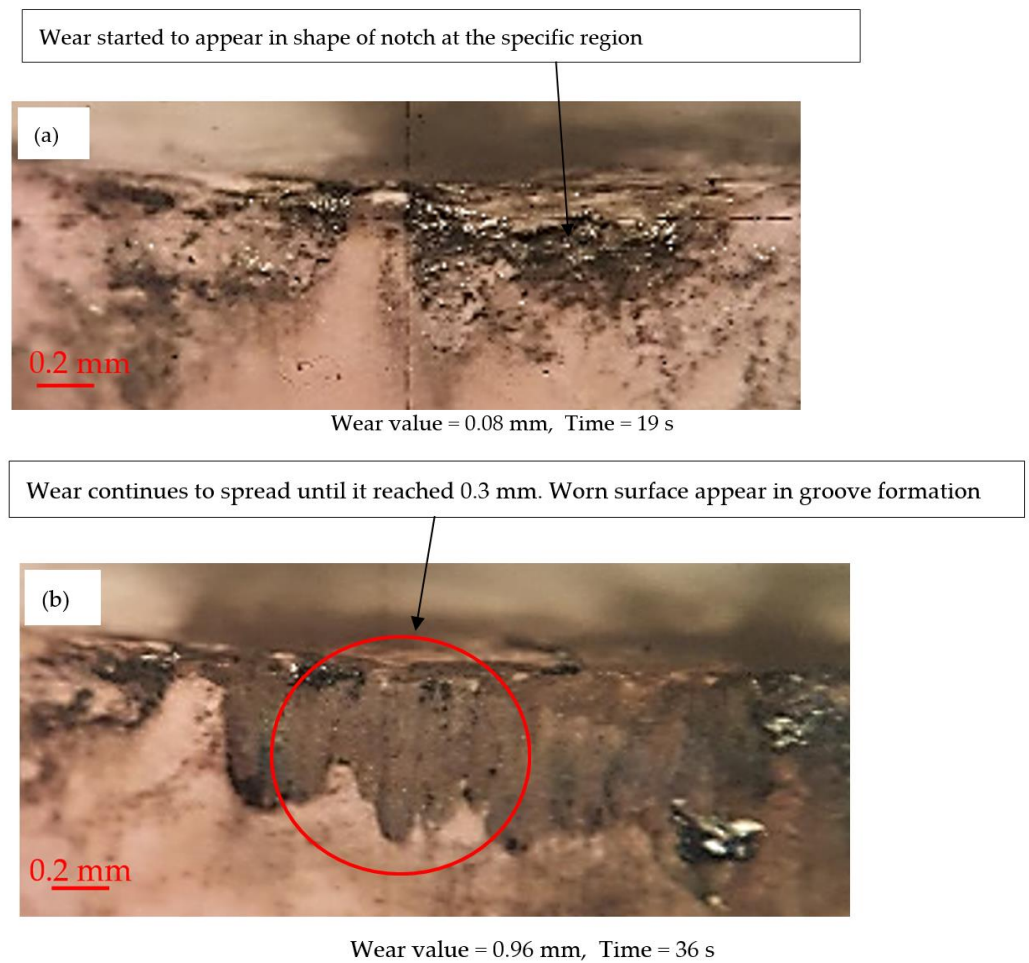 Wear started to appear in shape of notch at the specific region
(a)
0.2 mm
Wear value = 0.08 mm, Time = 19 s
Wear continues to spread until it reached 0.3 mm. Worn surface appear in groove formation
(b)
0.2 mm
Wear value = 0.96 mm, Time = 36 s